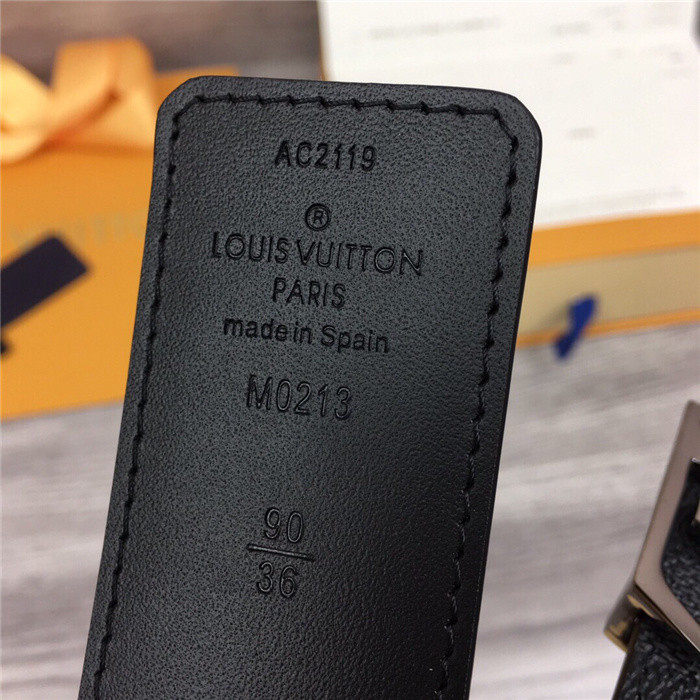 AC2119
®
LOUIS VUITTON
PARIS
made in Spain
M0213
90
36